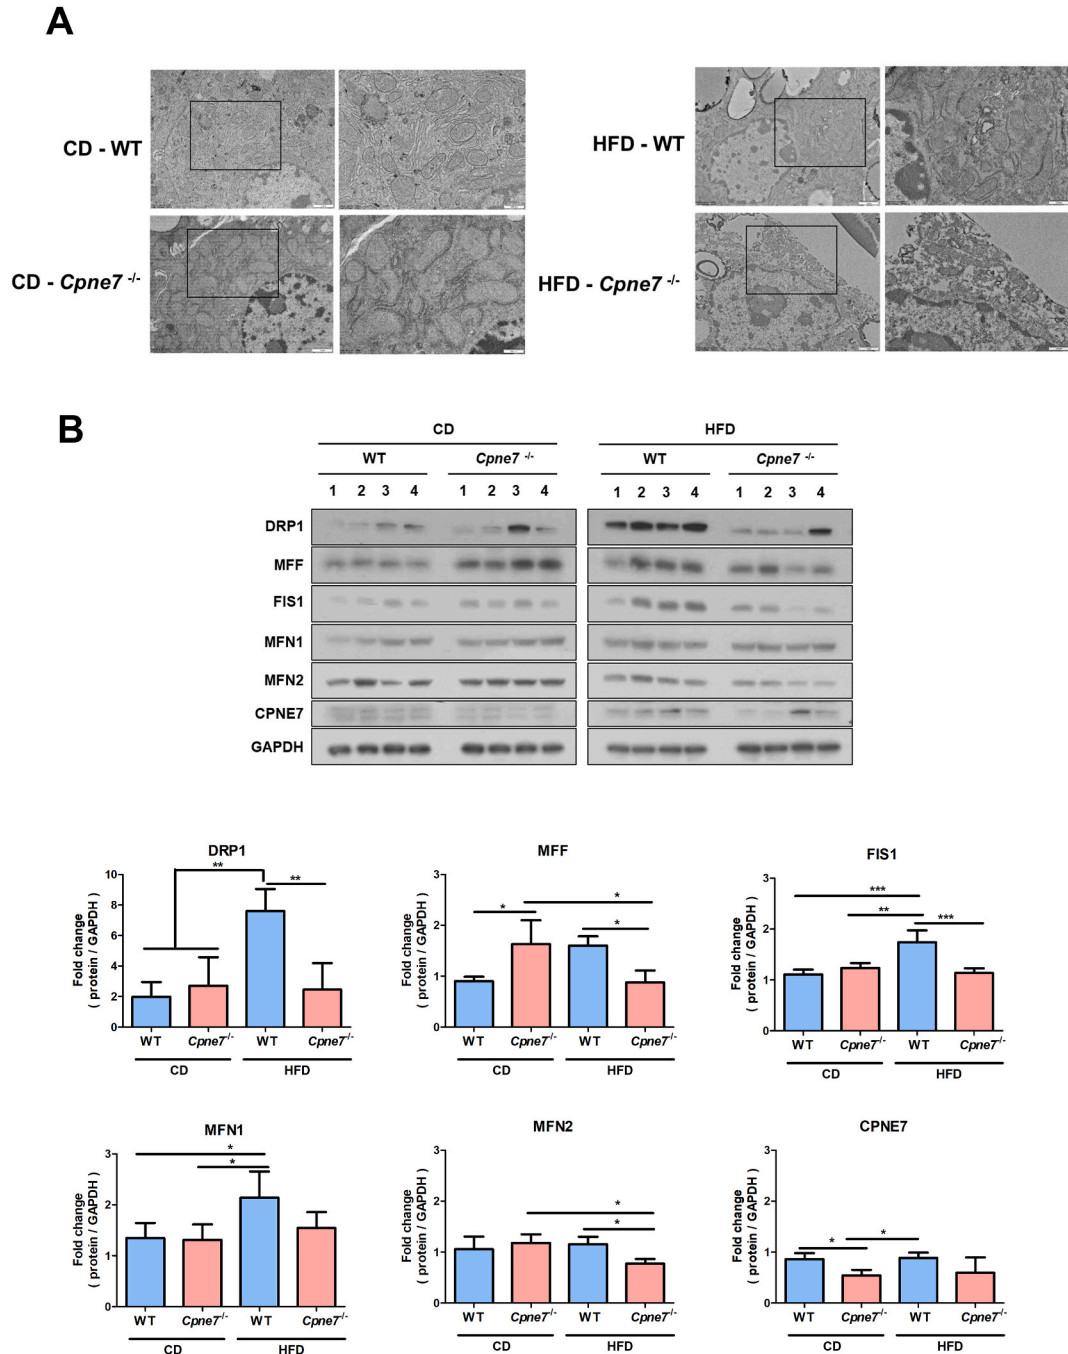 A
CD - WT
HFD - WT
CD - Cpne7 -/-
HFD - Cpne7 -/-
B
CD HFD
WT Cpne7 -/- WT Cpne7 -/-
1 2 3 4 1 2 3 4 1 2 3 4 1 2 3 4
DRP1
MFF
FIS1
MFN1
MFN2
CPNE7
GAPDH
DRP1
Fold change
( protein / GAPDH )
10
8
6
4
2
0
**
**
WT Cpne7-/- WT Cpne7-/-
CD HFD
MFF
Fold change
( protein / GAPDH )
3
2
1
0
*
*
*
WT Cpne7-/- WT Cpne7-/-
CD HFD
FIS1
Fold change
( protein / GAPDH )
3
2
1
0
***
**
***
WT Cpne7-/- WT Cpne7-/-
CD HFD
MFN1
Fold change
( protein / GAPDH )
3
2
1
0
*
*
WT Cpne7-/- WT Cpne7-/-
CD HFD
MFN2
Fold change
( protein / GAPDH )
3
2
1
0
*
*
WT Cpne7-/- WT Cpne7-/-
CD HFD
CPNE7
Fold change
( protein / GAPDH )
3
2
1
0
*
*
WT Cpne7-/- WT Cpne7-/-
CD HFD